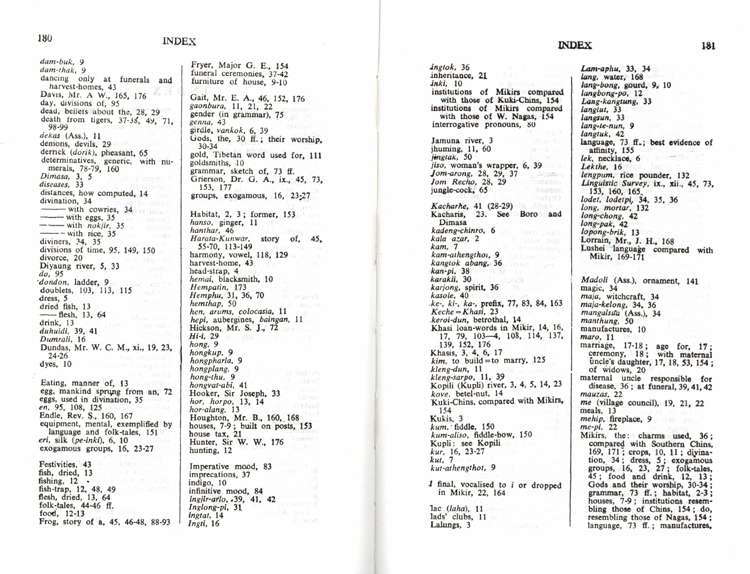 180
INDEX
dam-buk, 9
dam-thak, 9
dancing only at funerals and
harvest-homes, 43
Davis, Mr. A. W., 165, 176
day, divisions of, 95
dead, beliefs about the, 28, 29
death from tigers, 37-38, 49, 71,
98-99
dekas (Ass.), 11
demons, devils, 29
derrick (dorik), pheasant, 65
determinatives, generic, with nu-
merals, 78-79, 160
Dimasa, 3, 5
diseases, 33
distances, how computed, 14
divination, 34
—— with cowries, 34
—— with eggs, 35
—— with nokjir, 35
—— with rice, 35
diviners, 34, 35
divisions of time, 95, 149, 150
divorce, 20
Diyaung river, 5, 33
do, 95
dondon, ladder, 9
doublets, 103, 113, 115
dress, 5
dried fish, 13
—— flesh, 13, 64
drink, 13
duhuidi, 39, 41
Dumrali, 16
Dundas, Mr. W. C. M., xi., 19, 23,
24-26
dyes, 10
Eating, manner of, 13
egg, mankind sprung from an, 72
eggs, used in divination, 35
en, 95, 108, 125
Endle, Rev. S., 160, 167
equipment, mental, exemplified by
language and folk-tales, 151
eri, silk (pe-inki), 6, 10
exogamous groups, 16, 23-27
Festivities, 43
fish, dried, 13
fishing, 12
fish-trap, 12, 48, 49
flesh, dried, 13, 64
folk-tales, 44-46 ff.
food, 12-13
Frog, story of a, 45, 46-48, 88-93
Fryer, Major G. E., 154
funeral ceremonies, 37-42
furniture of house, 9-10
Gait, Mr. E. A., 46, 152, 176
gaonbura, 11, 21, 22
gender (in grammar), 75
genna, 43
girdle, vankok, 6, 39
Gods, the, 30 ff.; their worship,
30-34
gold, Tibetan word used for, 111
goldsmiths, 10
grammar, sketch of, 73 ff.
Grierson, Dr. G. A., ix., 45, 73,
153, 177
groups, exogamous, 16, 23-27
Habitat, 2, 3; former, 153
hanso, ginger, 11
hanthar, 46
Harata-Kunwar, story of, 45,
55-70, 113-149
harmony, vowel, 118, 129
harvest-home, 43
head-strap, 4
hemai, blacksmith, 10
Hempatin, 173
Hemphu, 31, 36, 70
hemthap, 50
hen, arums, colocasia, 11
hepi, aubergines, baingan, 11
Hickson, Mr. S. J., 72
Hi-i, 29
hong, 9
hongkup, 9
hongpharla, 9
hongplang, 9
hong-thu, 9
hongvat-abi, 41
Hooker, Sir Joseph, 33
hor, horpo, 13, 14
hor-alang, 13
Houghton, Mr. B., 160, 168
houses, 7-9; built on posts, 153
house tax, 21
Hunter, Sir W. W., 176
hunting, 12
Imperative mood, 83
imprecations, 37
indigo, 10
infinitive mood, 84
Ingjir-arlo, 39, 41, 42
Inglong-pi, 31
ingtat, 14
Ingti, 16
INDEX
181
Ingtok, 36
inheritance, 21
Inki, 10
institutions of Mikirs compared
with those of Kuki-Chins, 154
institutions of Mikirs compared
with those of W. Nagas, 154
interrogative pronouns, 80
Jamuna river, 3
jhuming, 11, 60
jingtak, 50
jiso, woman's wrapper, 6, 39
Jom-arong, 28, 29, 37
Jom Recho, 28, 29
jungle-cock, 65
Kacharhe, 41 (28-29)
Kacharis, 23. See Boro and
Dimasa
kadeng-chinro, 6
kala azar, 2
kam, 7
kam-athengthoi, 9
kangtok abang, 36
kan-pi, 38
karakli, 30
karjong, spirit, 36
kasole, 40
ke-, ki-, ka-, prefix, 77, 83, 84, 163
Keche = Khasi, 23
keroi-dun, betrothal, 14
Khasi loan-words in Mikir, 14, 16,
17, 79, 103-4, 108, 114, 137,
139, 152, 176
Khasis, 3, 4, 6, 17
kim, to build = to marry, 125
kleng-dun, 11
kleng-sarpo, 11, 39
Kopili (Kupli) river, 3, 4, 5, 14, 23
kove, betel-nut, 14
Kuki-Chins, compared with Mikirs,
154
Kukis, 3
kum, fiddle, 150
kum-aliso, fiddle-bow, 150
Kupli: see Kopili
kur, 16, 23-27
kut, 7
kut-athengthot, 9
l final, vocalised to i or dropped
in Mikir, 22, 164
lac (laha), 11
lads' clubs, 11
Lalungs, 3
Lam-aphu, 33, 34
lang, water, 168
lang-bong, gourd, 9, 10
langbong-po, 12
Lang-kangtung, 33
langtut, 33
langsun, 33
lang-te-nun, 9
langtuk, 42
language, 73 ff.; best evidence of
affinity, 155
lek, necklace, 6
Lekthe, 16
lengpum, rice pounder, 132
Linguistic Survey, ix., xii., 45, 73,
153, 160, 165
lodet, lodetpi, 34, 35, 36
long, mortar, 132
long-chong, 42
long-pak, 42
lopong-brik, 13
Lorrain, Mr., J. H., 168
Lushei language compared with
Mikir, 169-171
Madoli (Ass.), ornament, 141
magic, 34
maja, witchcraft, 34
maja-kelong, 34, 36
mangalsua (Ass.), 34
manthung, 50
manufactures, 10
maro, 11
marriage, 17-18; age for, 17;
ceremony, 18; with maternal
uncle's daughter, 17, 18, 53, 154;
of widows, 20
maternal uncle responsible for
disease, 36; at funeral, 39, 41, 42
mauzas, 22
me (village council), 19, 21, 22
meals, 13
mehip, fireplace, 9
me-pi, 22
Mikirs, the: charms used, 36;
compared with Southern Chins,
169, 171; crops, 10, 11; divina-
tion, 34; dress, 5; exogamous
groups, 16, 23, 27; folk-tales,
45; food and drink, 12, 13;
Gods and their worship, 30-34;
grammar, 73 ff.; habitat, 2-3;
houses, 7-9; institutions resem-
bling those of Chins, 154; do,
resembling those of Nagas, 154;
language, 73 ff.; manufactures,